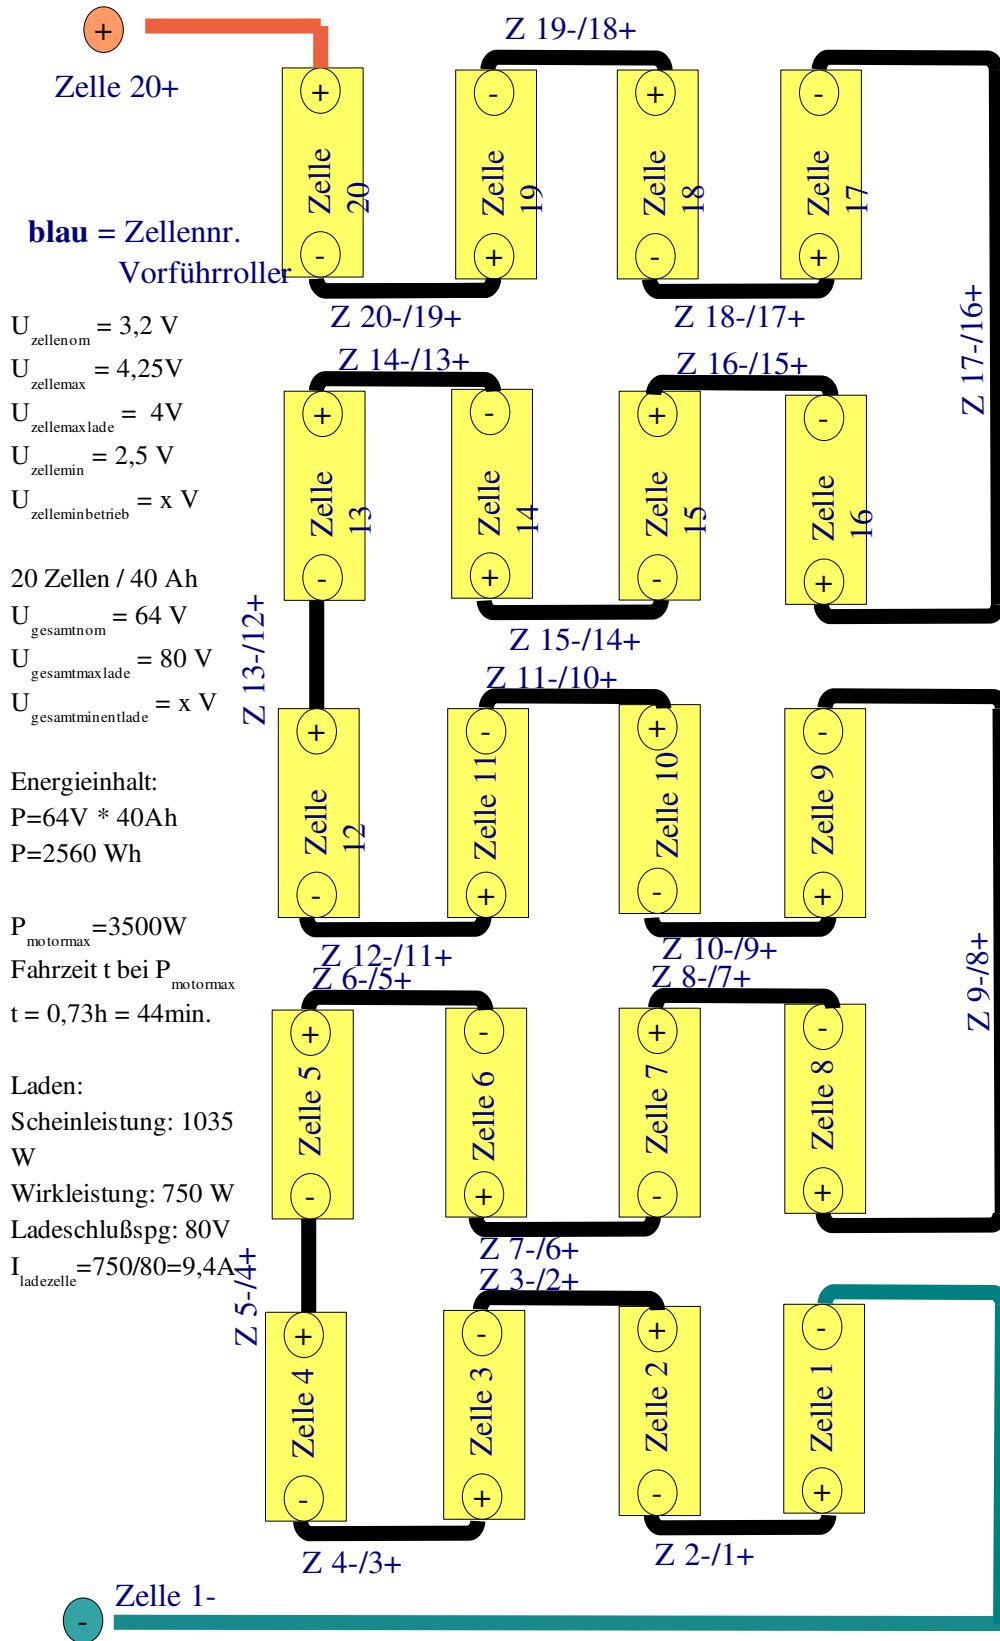 +
Zelle 20+
Z 19-/18+
+
-
+
-
Zelle 20
Zelle 19
Zelle 18
Zelle 17
-
+
-
+
blau = Zellennr.
Vorführroller
Z 20-/19+
Z 18-/17+
Z 17-/16+
U zellenom = 3,2 V
U zellemax = 4,25V
U zellemaxlade = 4V
U zellemin = 2,5 V
U zelleminbetrieb = x V
Z 14-/13+
Z 16-/15+
+
-
+
-
Zelle 13
Zelle 14
Zelle 15
Zelle 16
-
+
-
+
Z 15-/14+
Z 13-/12+
20 Zellen / 40 Ah
U gesamtnom = 64 V
U gesamtmaxlade = 80 V
U gesamtminentlade = x V
Z 11-/10+
+
-
+
-
Zelle 12
Zelle 11
Zelle 10
Zelle 9
-
+
-
+
Z 12-/11+
Z 10-/9+
Z 9-/8+
Energieinhalt:
P=64V * 40Ah
P=2560 Wh
P motormax =3500W
Fahrzeit t bei P motormax
t = 0,73h = 44min.
Z 6-/5+
Z 8-/7+
+
-
+
-
Zelle 5
Zelle 6
Zelle 7
Zelle 8
-
+
-
+
Z 7-/6+
Z 5-/4+
Laden:
Scheinleistung: 1035
W
Wirkleistung: 750 W
Ladeschlußspg: 80V
I ladezelle =750/80=9,4A
Z 3-/2+
+
-
+
-
Zelle 4
Zelle 3
Zelle 2
Zelle 1
-
+
-
+
Z 4-/3+
Z 2-/1+
Zelle 1-
-